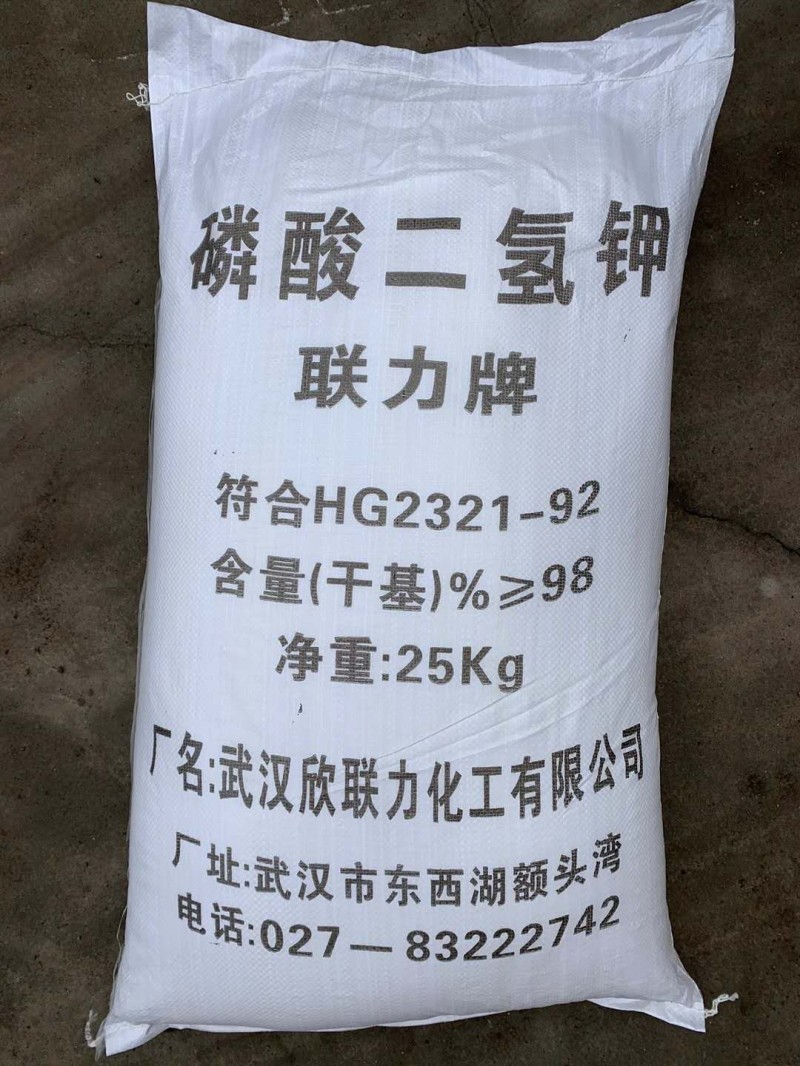 磷酸二氢钾
联力牌
符合HG2321-92
含量(干基)%≥98
净重:25Kg
厂名:武汉欣联力化工有限公司
厂址:武汉市东西湖额头湾
电话:027—83222742